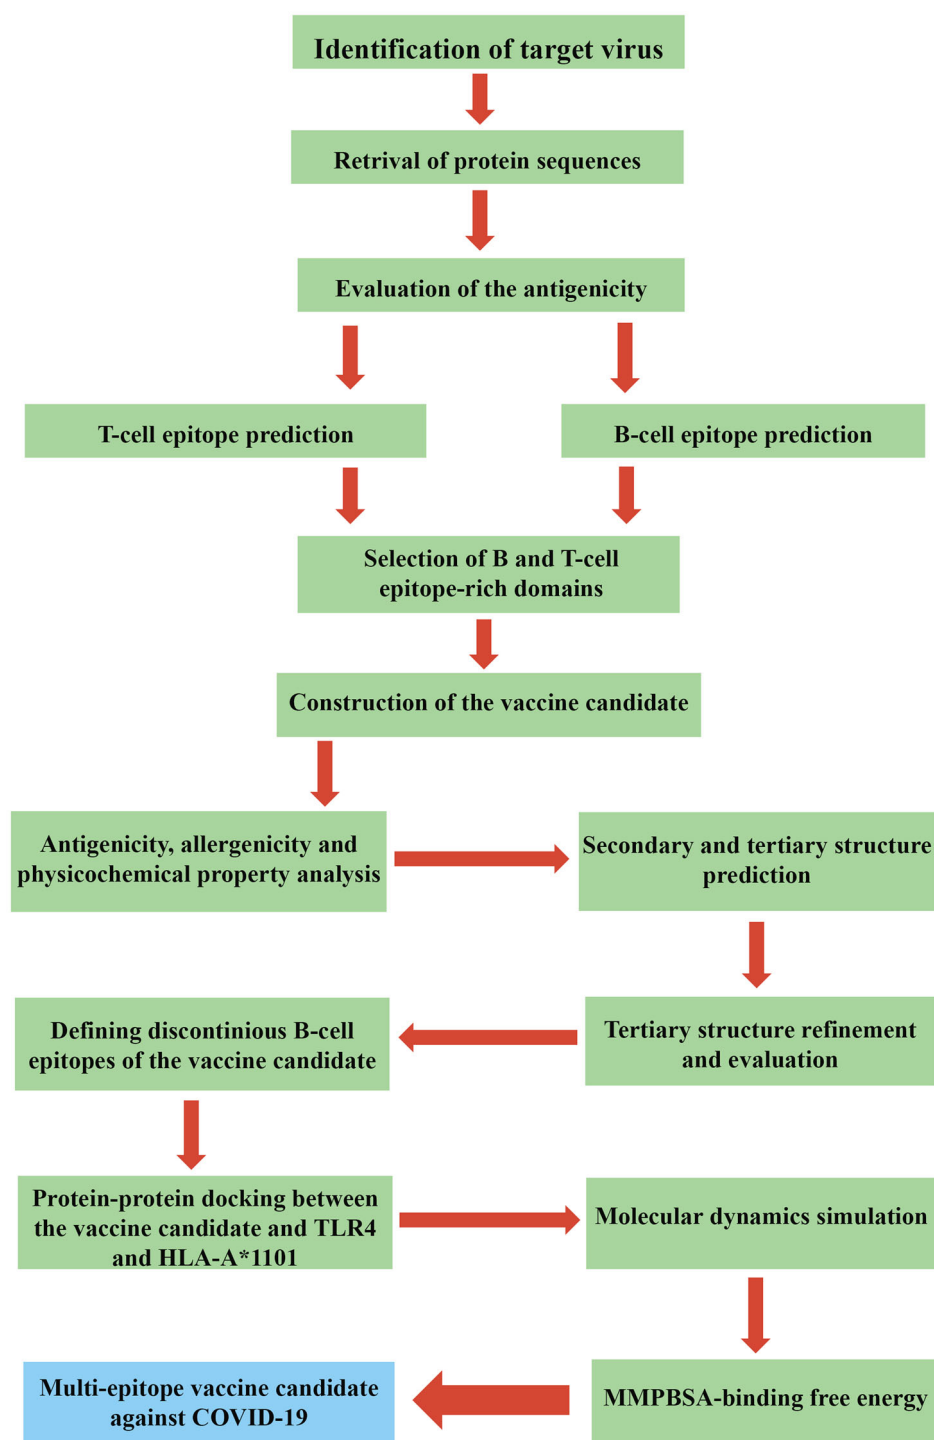 Identification of target virus
Retrival of protein sequences
Evaluation of the antigenicity
T-cell epitope prediction
B-cell epitope prediction
Selection of B and T-cell
epitope-rich domains
Construction of the vaccine candidate
Antigenicity, allergenicity and
physicochemical property analysis
Secondary and tertiary structure
prediction
Tertiary structure refinement
and evaluation
Defining discontinious B-cell
epitopes of the vaccine candidate
Protein-protein docking between
the vaccine candidate and TLR4
and HLA-A*1101
Molecular dynamics simulation
MMPBSA-binding free energy
Multi-epitope vaccine candidate
against COVID-19